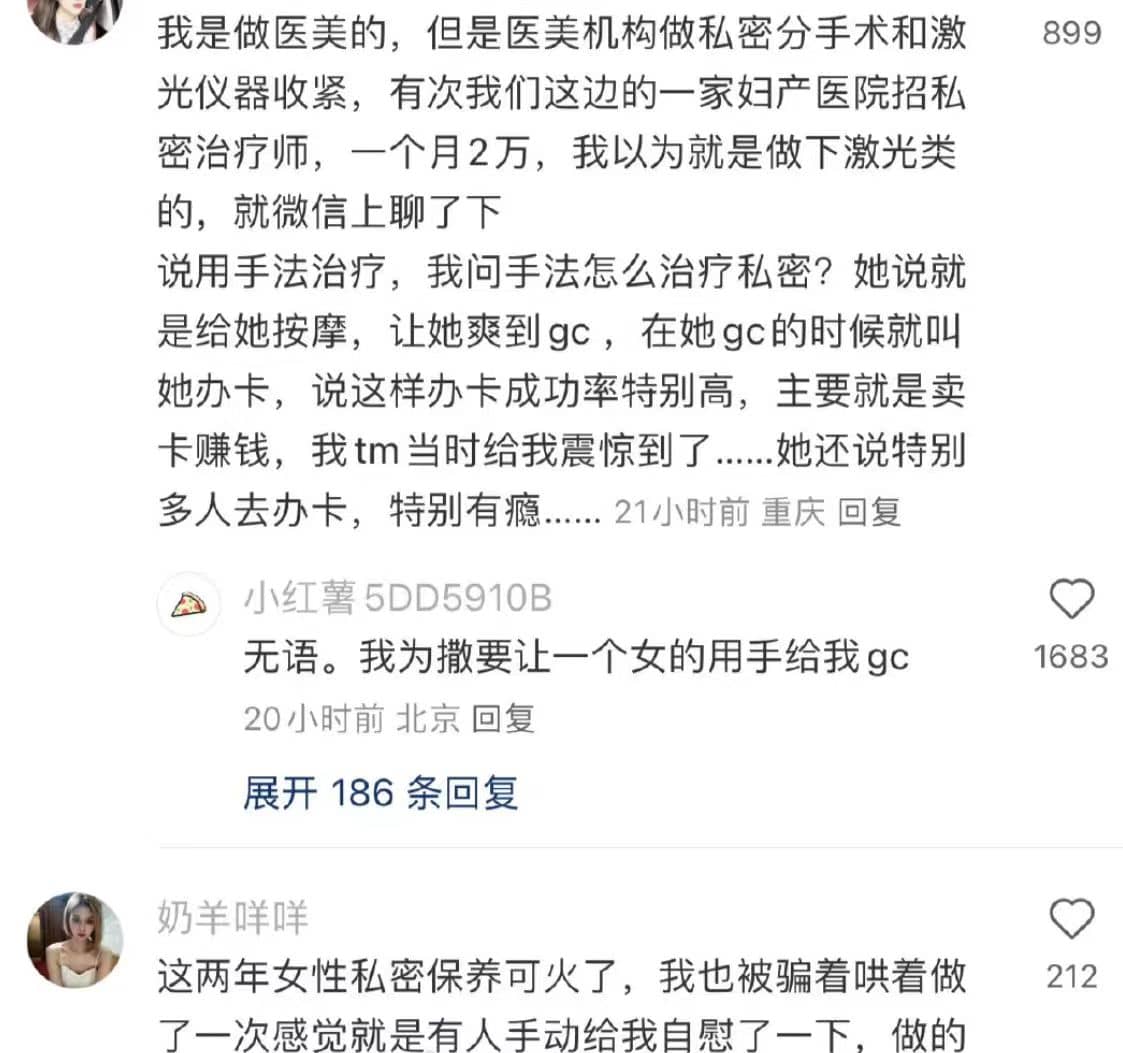 我是做医美的，但是医美机构做私密分手术和激
899
光仪器收紧，有次我们这边的一家妇产医院招私
密治疗师，一个月2万，我以为就是做下激光类
的，就微信上聊了下
说用手法治疗，我问手法怎么治疗私密？她说就
是给她按摩，让她爽到gc，在她gc的时候就叫
她办卡，说这样办卡成功率特别高，主要就是卖
卡赚钱，我tm当时给我震惊到了……她还说特别
多人去办卡，特别有瘾…… 21小时前 重庆 回复
小红薯5DD5910B
无语。我为撒要让一个女的用手给我gc
1683
20小时前 北京 回复
展开 186 条回复
奶羊咩咩
这两年女性私密保养可火了，我也被骗着哄着做
212
了一次感觉就是有人手动给我自慰了一下，做的